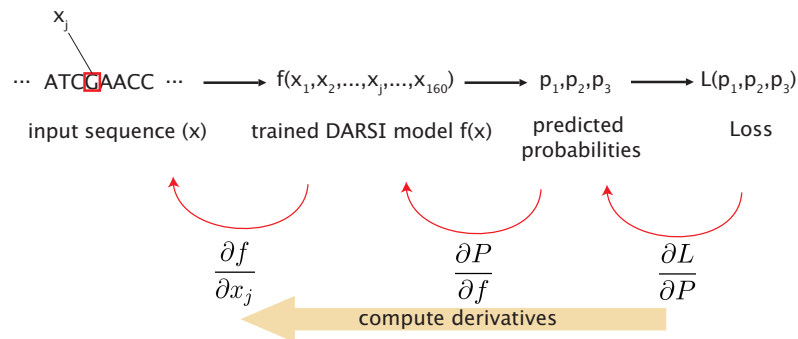 x_j
··· ATCGAACC ···
f(x_1,x_2,...,x_j,...,x_160)
p_1,p_2,p_3
L(p_1,p_2,p_3)
input sequence (x)
trained DARSI model f(x)
predicted
probabilities
Loss
∂f/∂x_j
∂P/∂f
∂L/∂P
compute derivatives